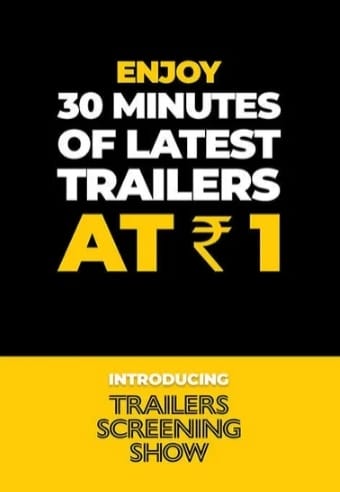 ENJOY
30 MINUTES
OF LATEST
TRAILERS
AT ₹ 1
INTRODUCING
TRAILERS
SCREENING
SHOW